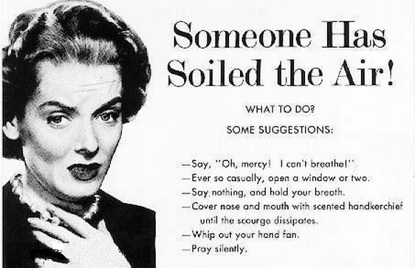 Someone Has
Soiled the Air!
WHAT TO DO?
SOME SUGGESTIONS:
—Say, "Oh, mercy! I can't breathe!"
—Ever so casually, open a window or two.
—Say nothing, and hold your breath.
—Cover nose and mouth with scented handkerchief
until the scourge dissipates.
—Whip out your hand fan.
—Pray silently.